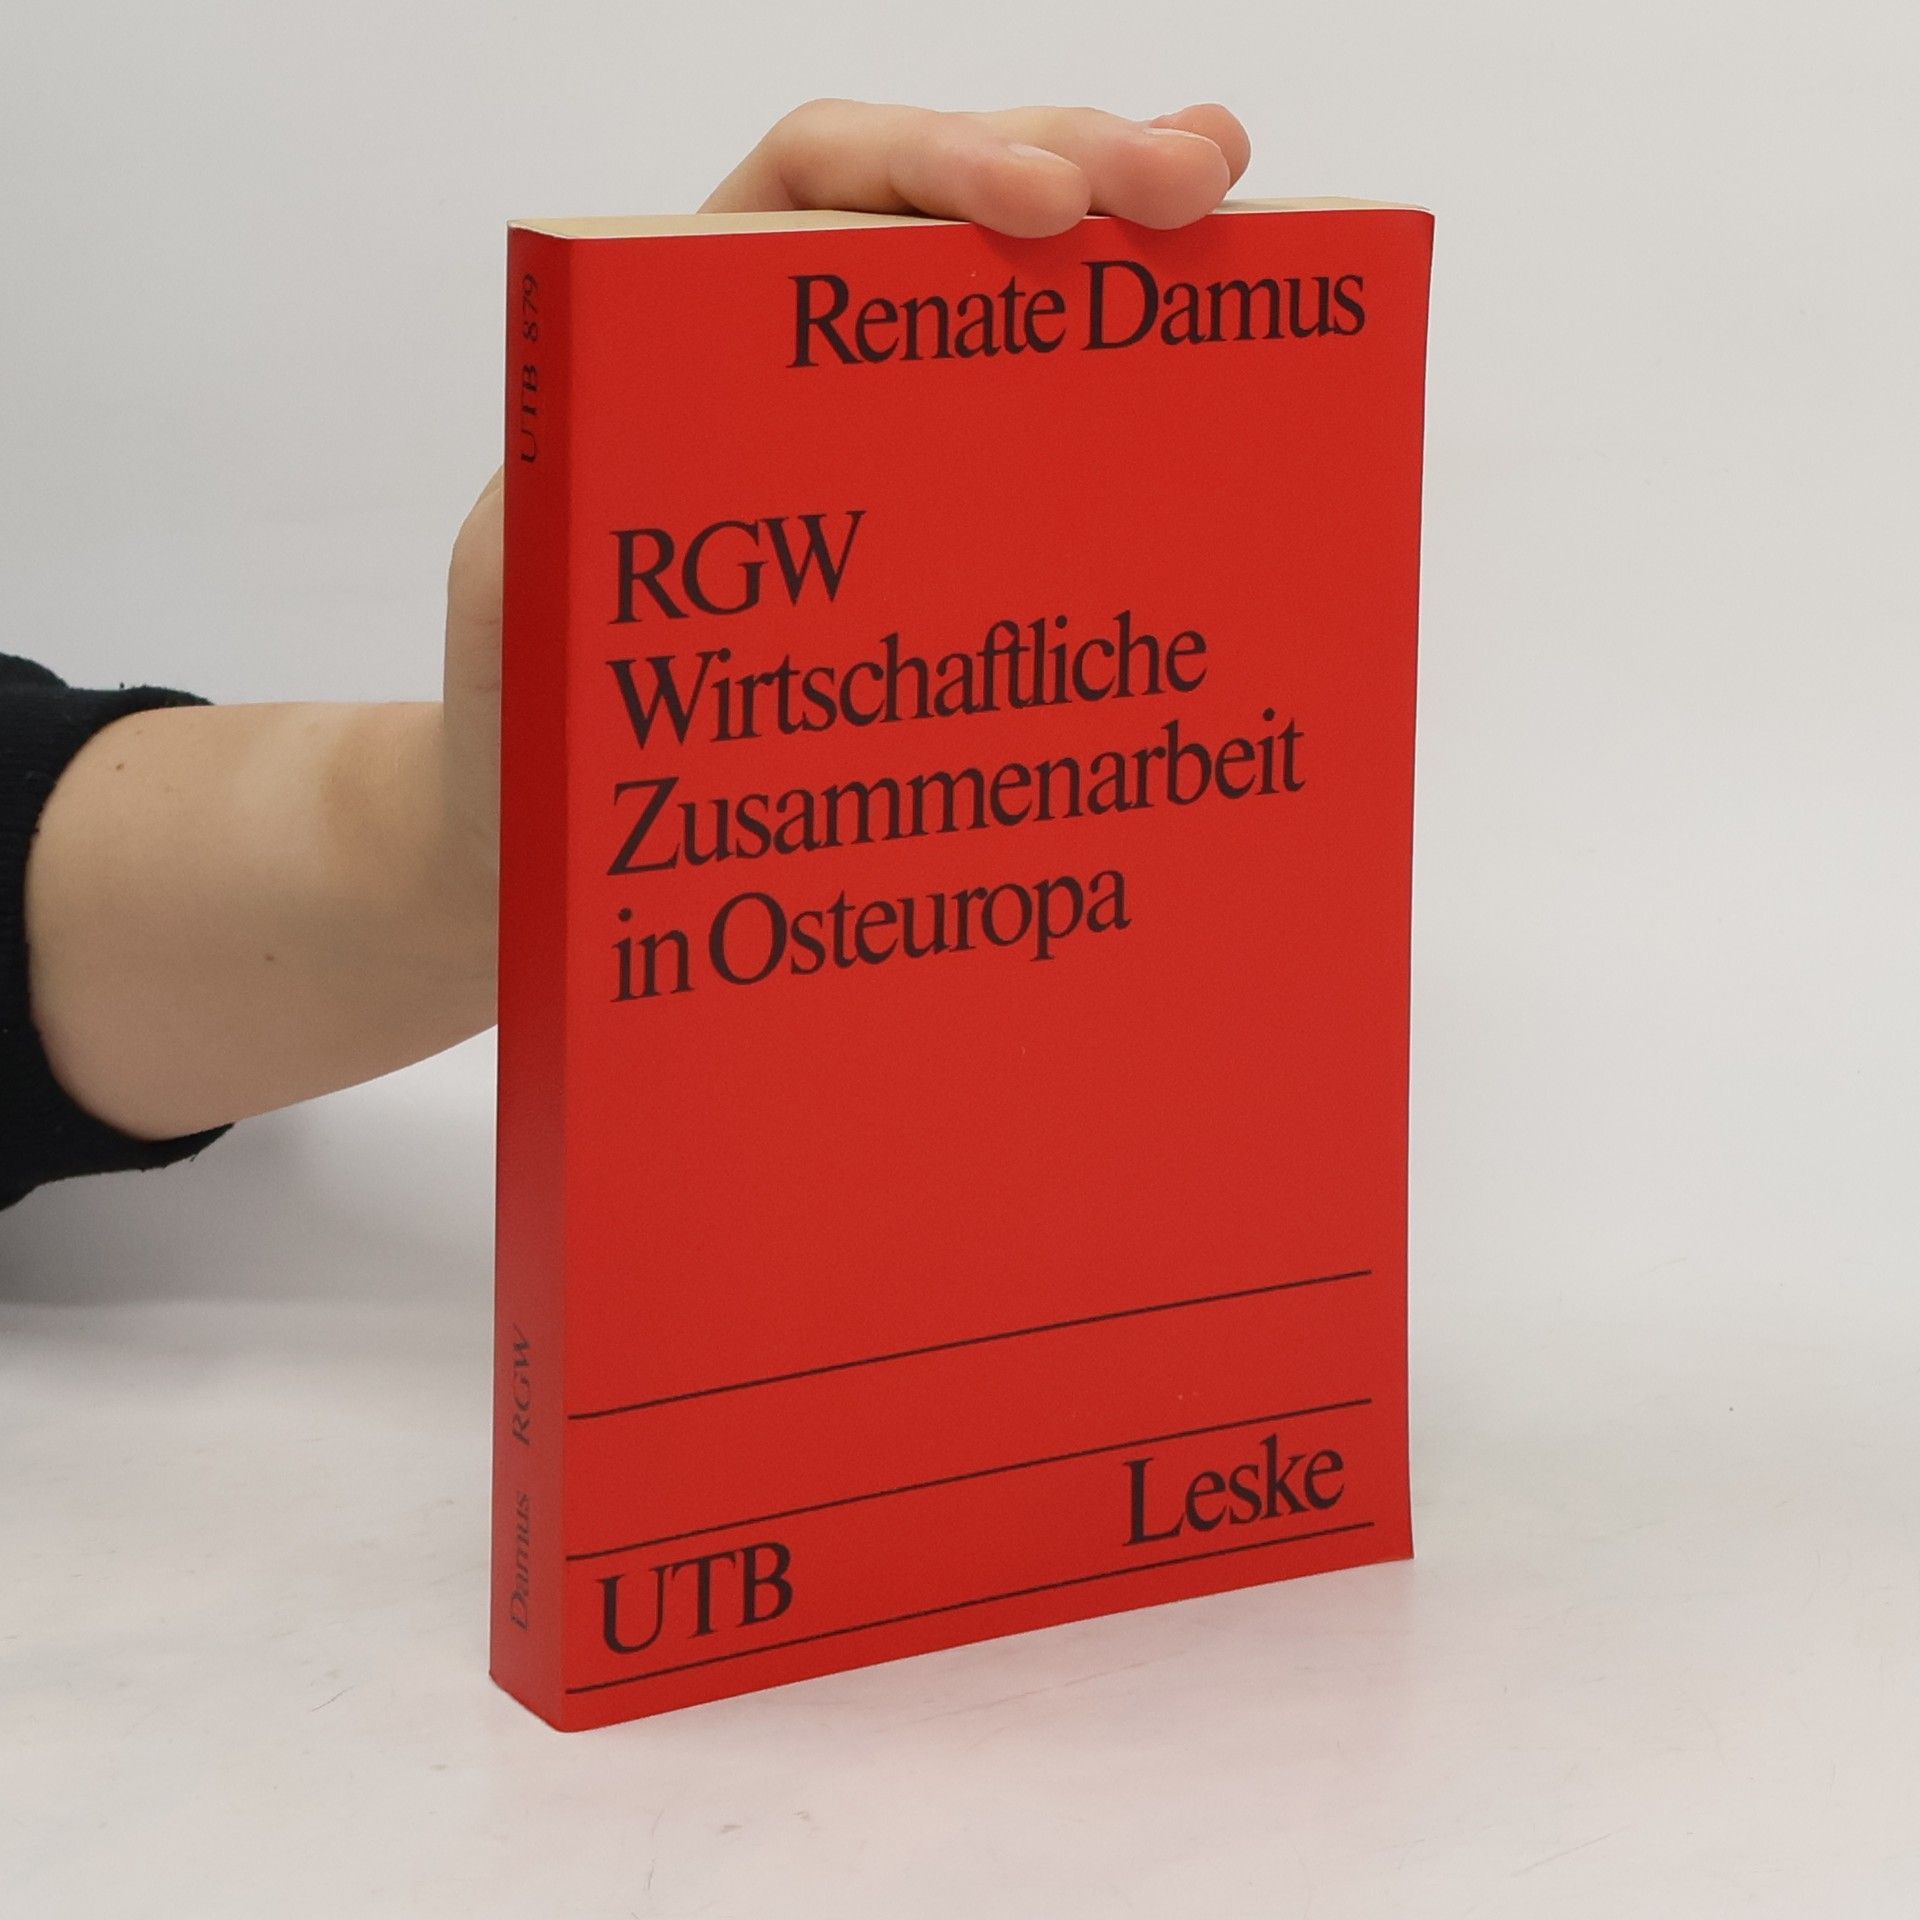 Renate Damus
RGW
Wirtschaftliche
Zusammenarbeit
in Osteuropa
Leske
UTB
Damus RGW
UTB 879